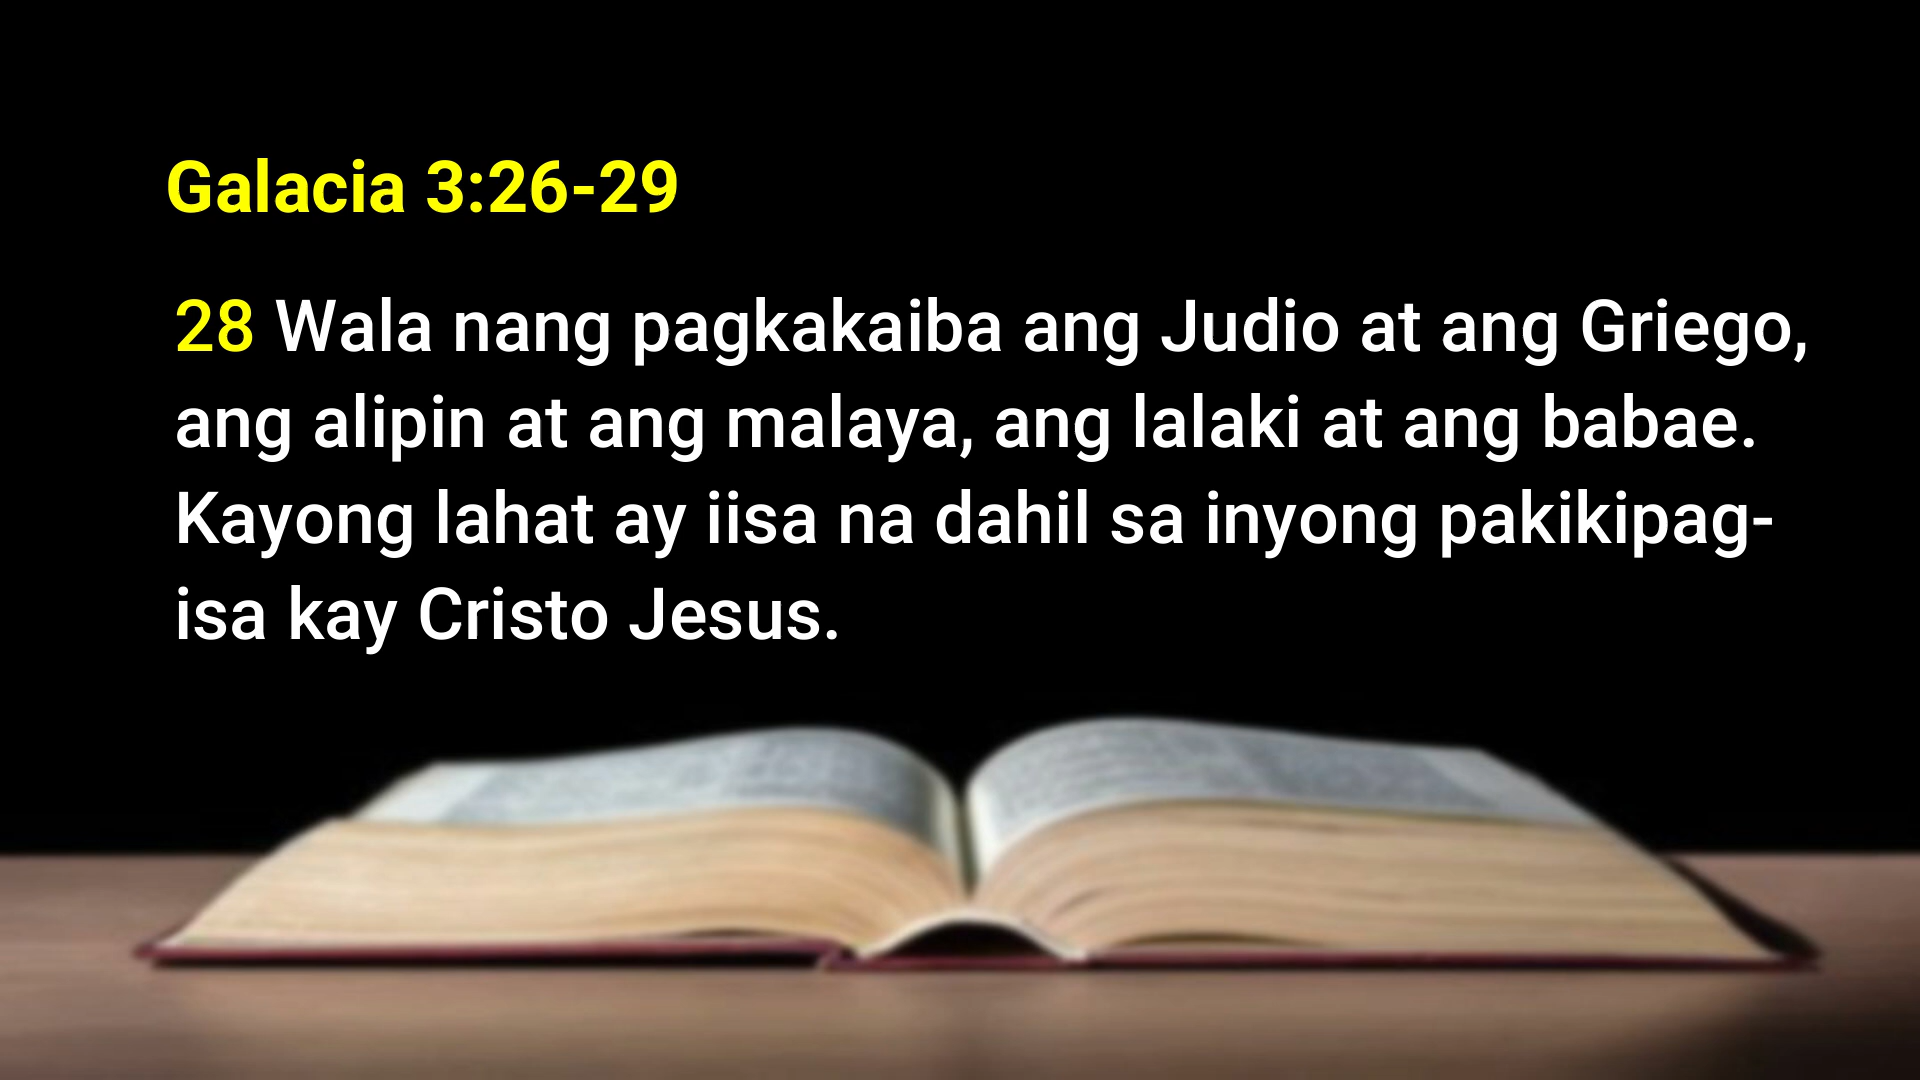 Galacia 3:26-29
28 Wala nang pagkakaiba ang Judio at ang Griego,
ang alipin at ang malaya, ang lalaki at ang babae.
Kayong lahat ay iisa na dahil sa inyong pakikipag-
isa kay Cristo Jesus.